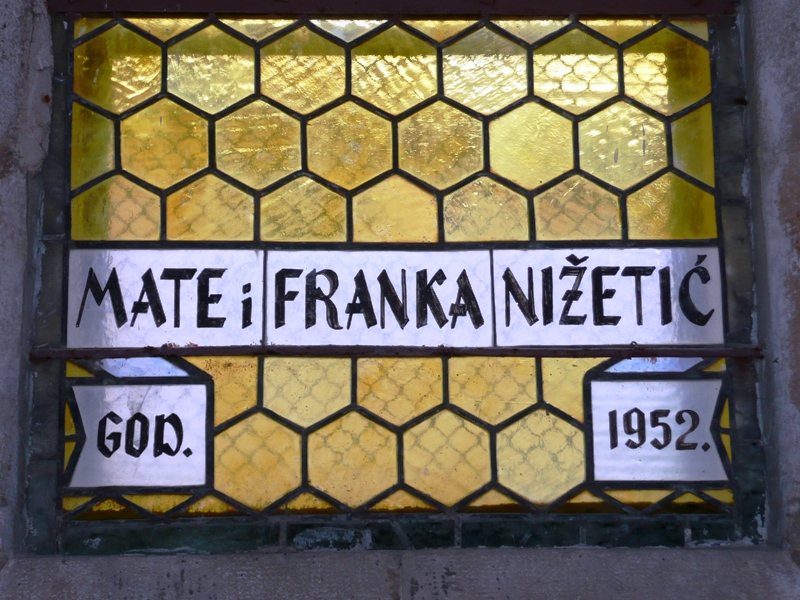 MATE i FRANKA NIŽETIĆ
GOD. 1952.